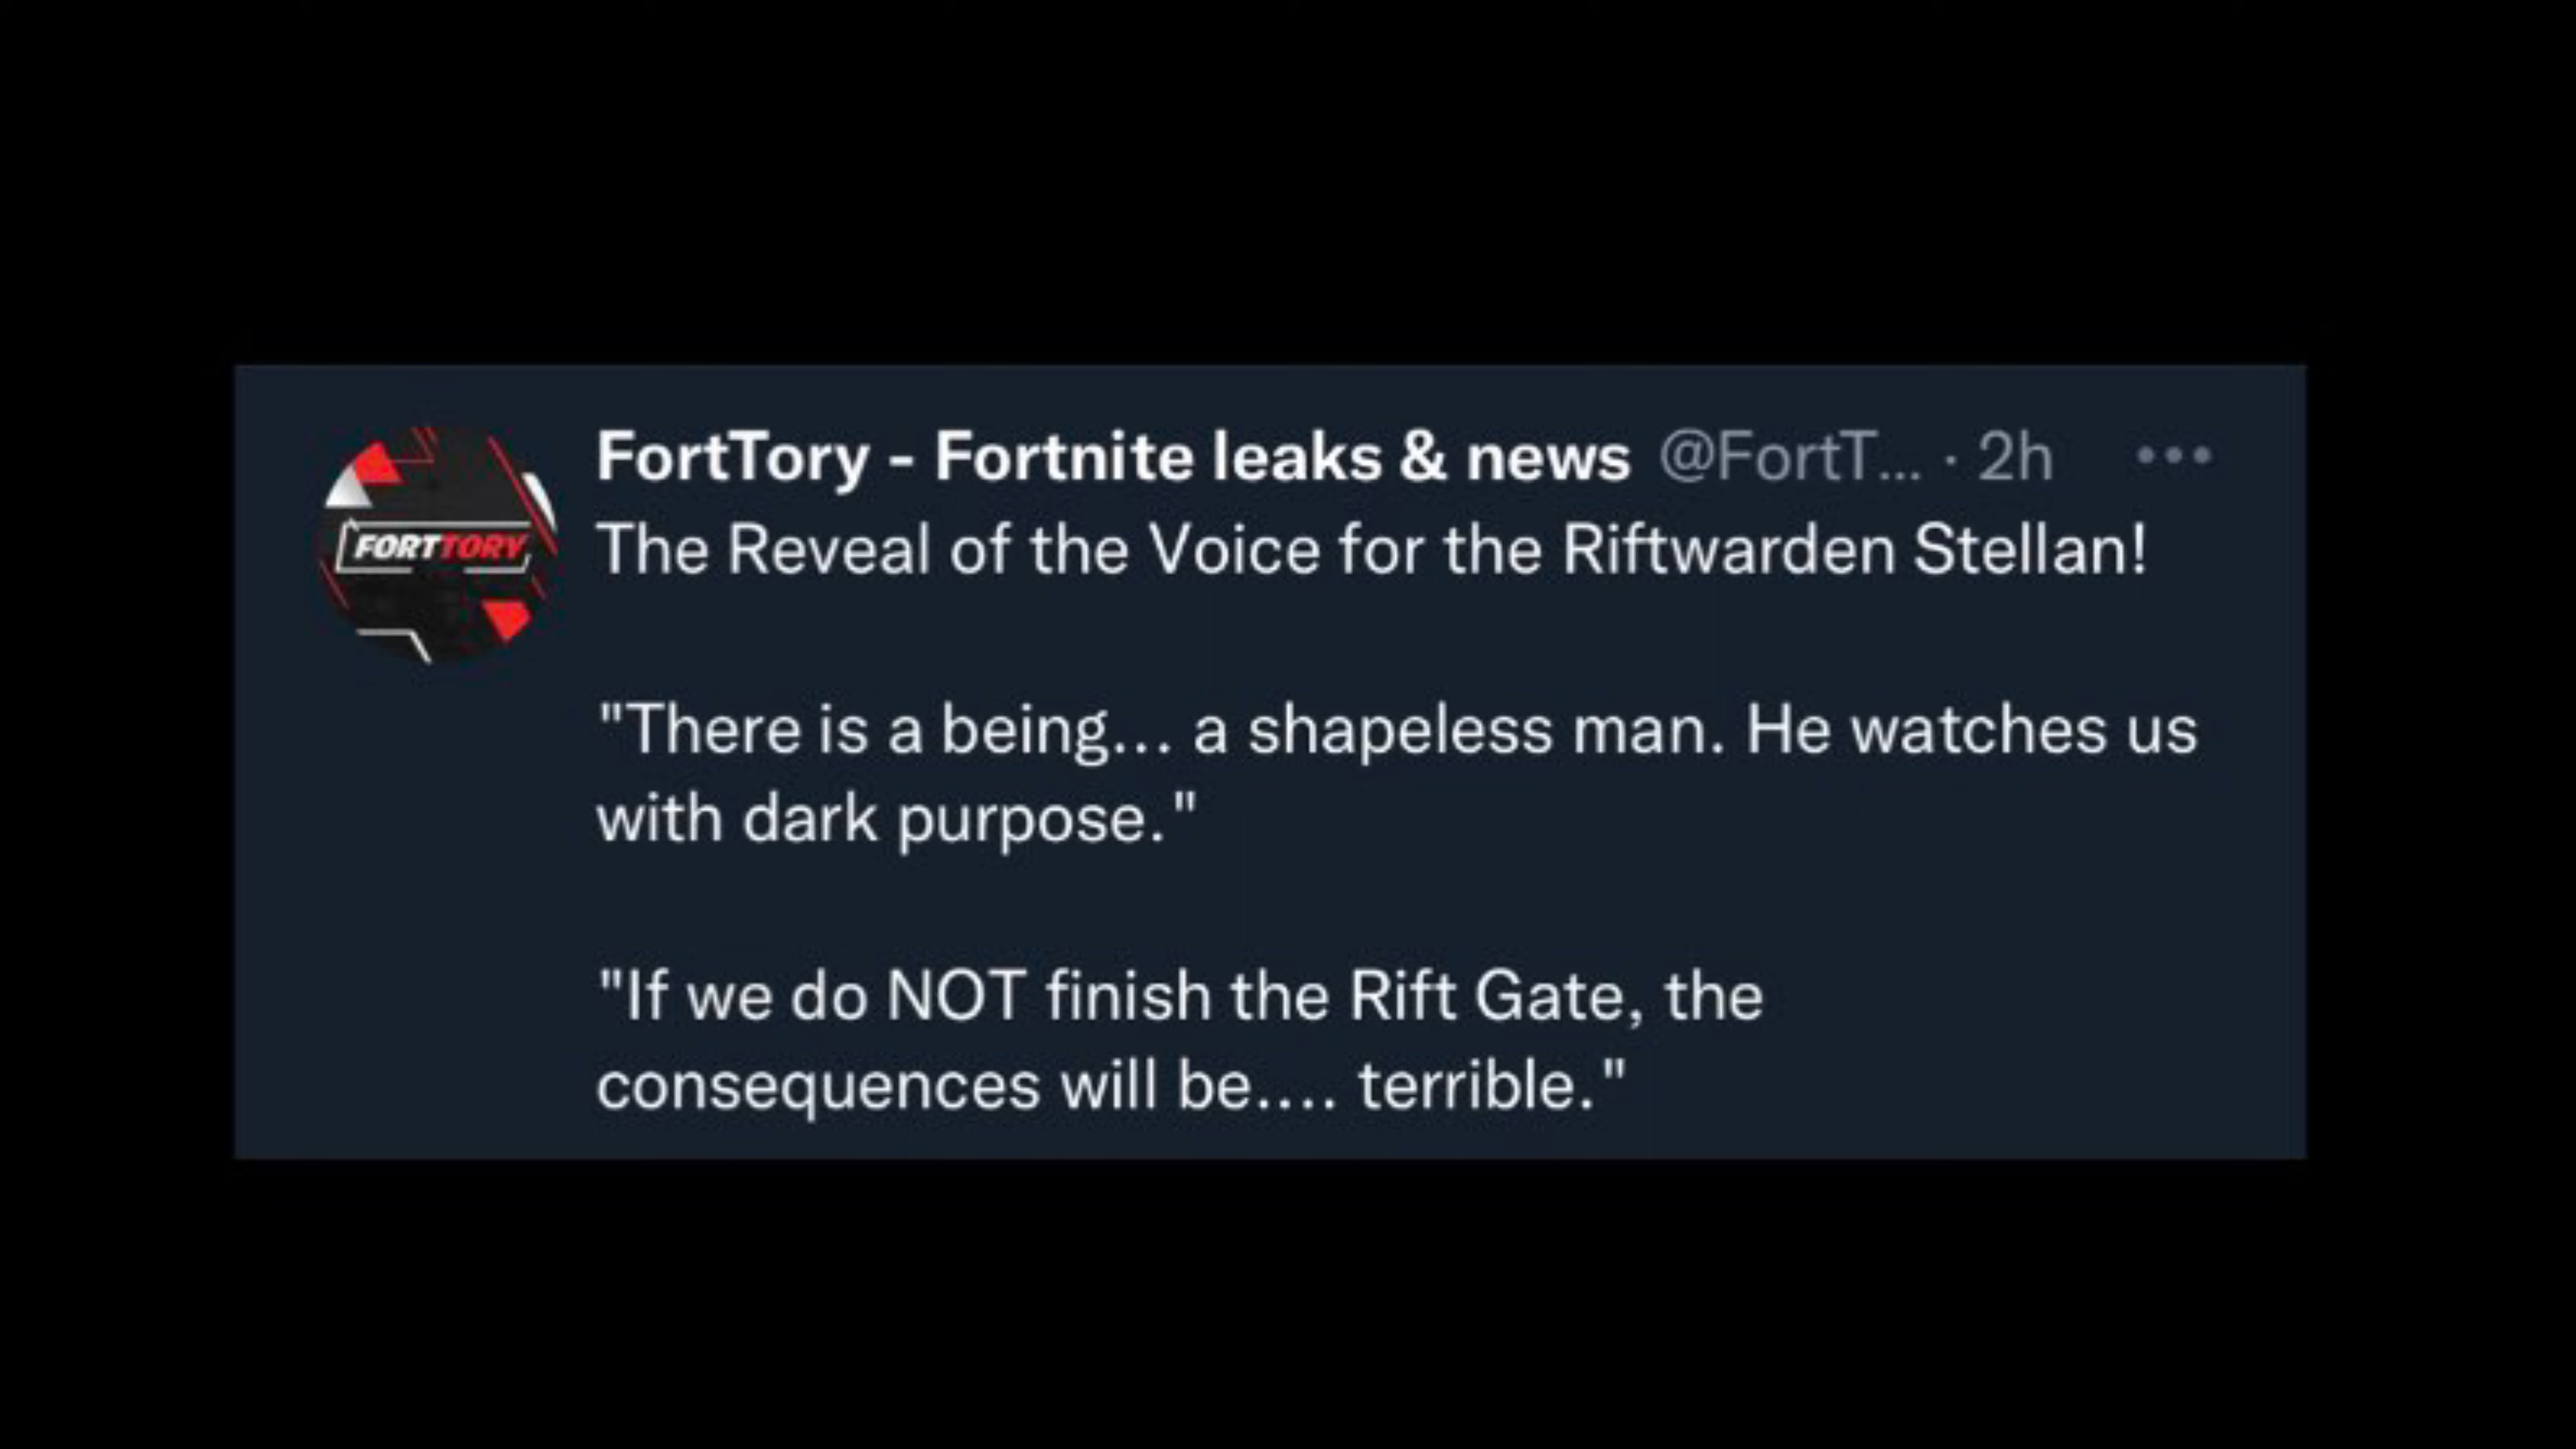 FortTory - Fortnite leaks & news @FortT... · 2h
FORTTORY
The Reveal of the Voice for the Riftwarden Stellan!
"There is a being... a shapeless man. He watches us
with dark purpose."
"If we do NOT finish the Rift Gate, the
consequences will be.... terrible."